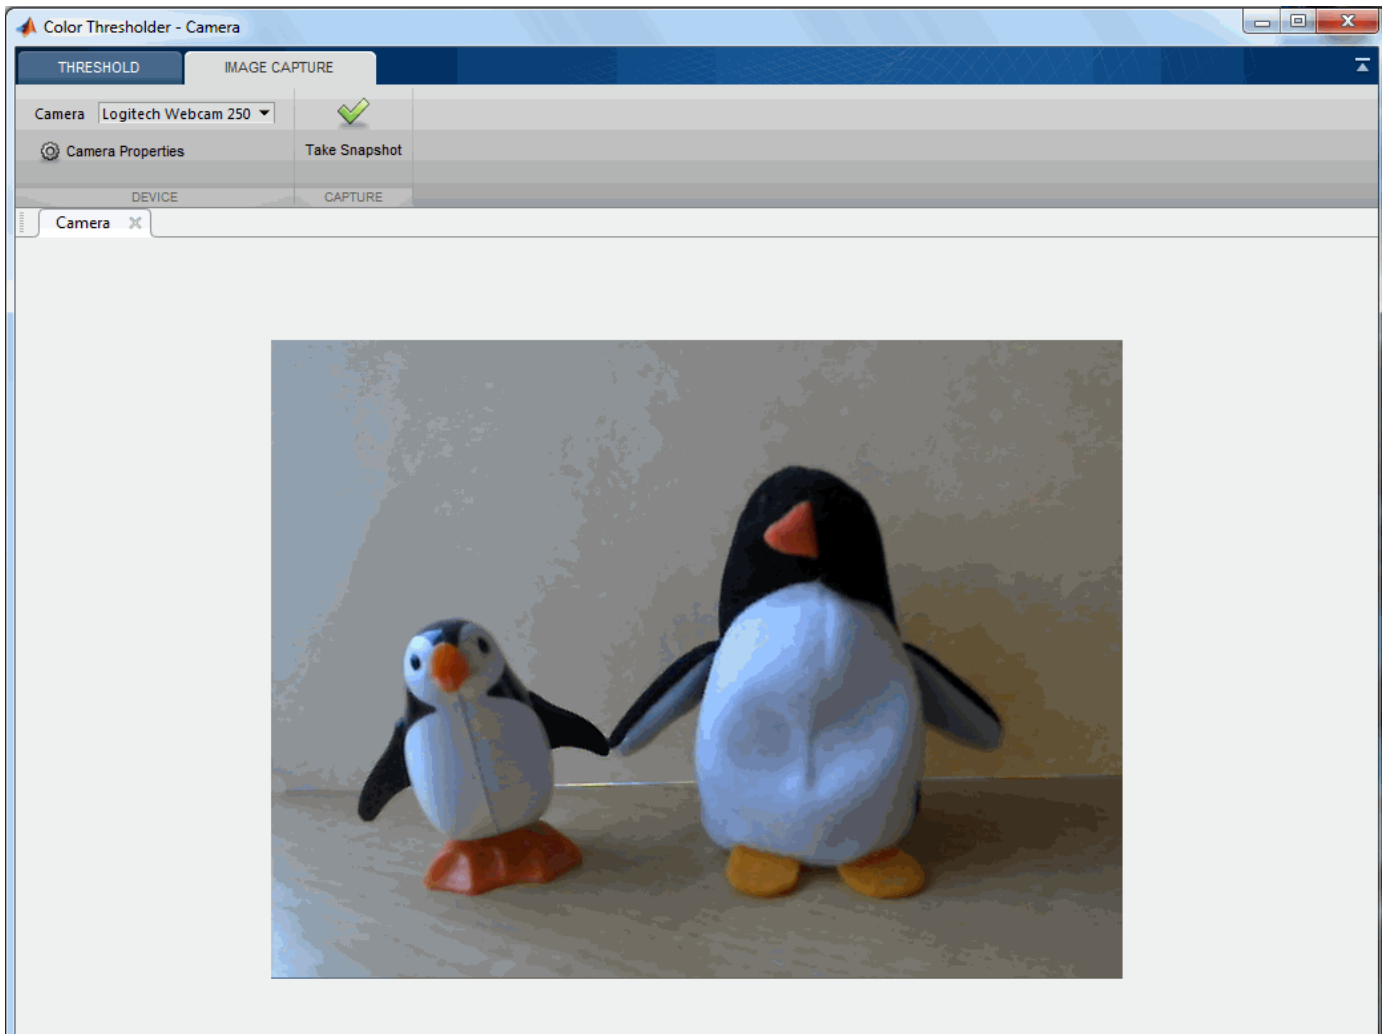 Color Thresholder - Camera
THRESHOLD IMAGE CAPTURE
Camera Logitech Webcam 250
Camera Properties Take Snapshot
DEVICE CAPTURE
Camera